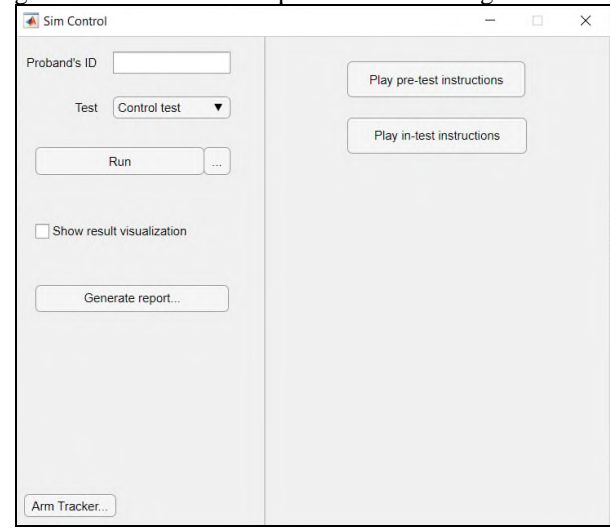 Sim Control
Proband's ID
Test
Control test
Run
...
Show result visualization
Generate report...
Arm Tracker...
Play pre-test instructions
Play in-test instructions